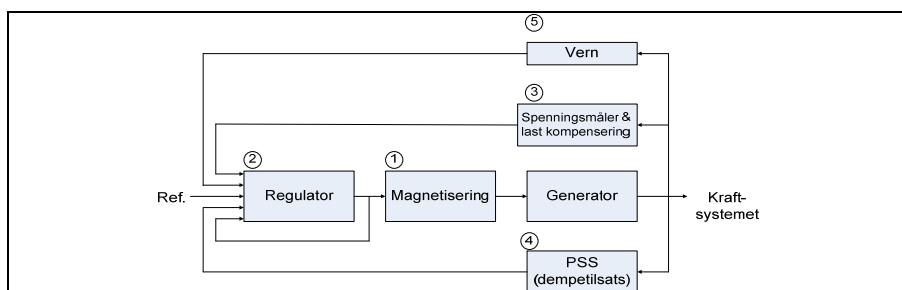 5
Vern
3
Spenningsmåler &
last kompensering
2
1
Ref.
Regulator
Magnetisering
Generator
Kraft-
systemet
4
PSS
(dempetilsats)